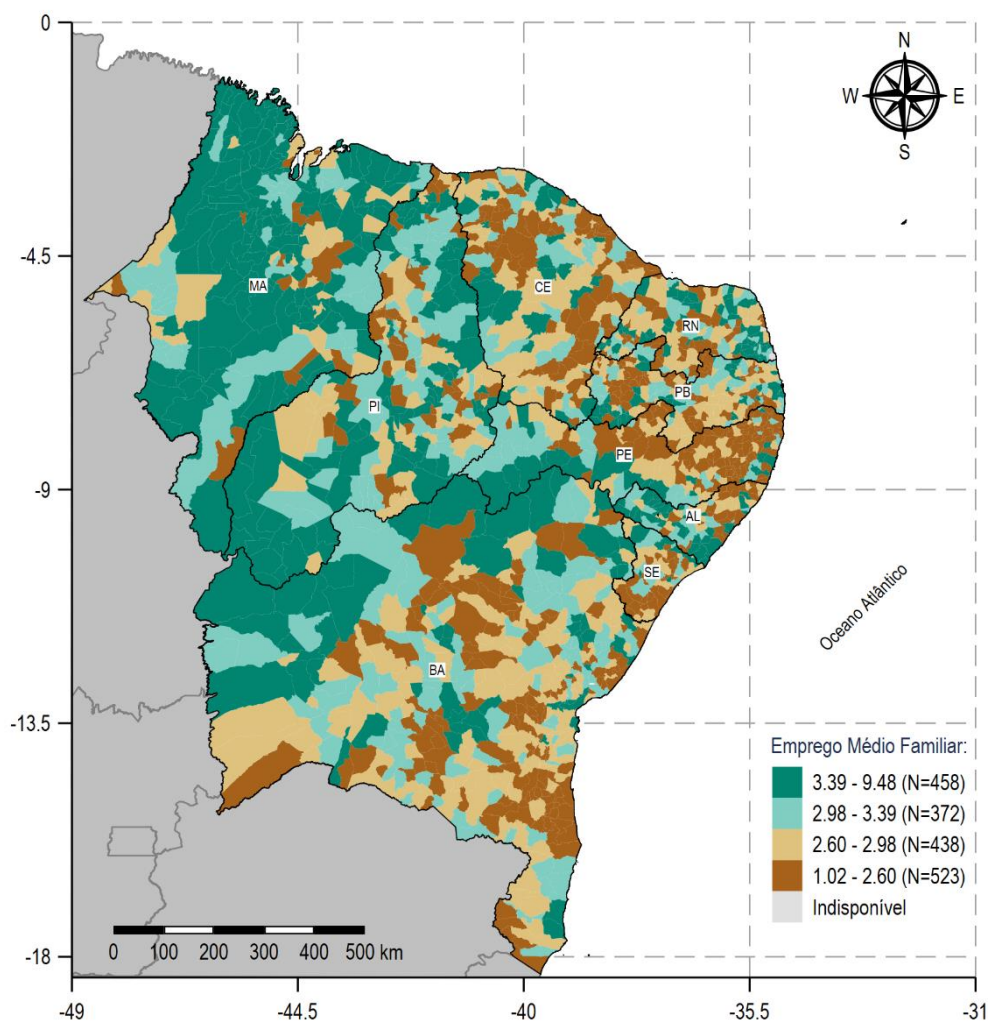 0
-4.5
-9
-13.5
-18
N
W E
S
MA
CE
RN
PB
PI
PE
AL
SE
BA
Oceano Atlântico
Emprego Médio Familiar:
3.39 - 9.48 (N=458)
2.98 - 3.39 (N=372)
2.60 - 2.98 (N=438)
1.02 - 2.60 (N=523)
Indisponível
0 100 200 300 400 500 km
-49 -44.5 -40 -35.5 -31